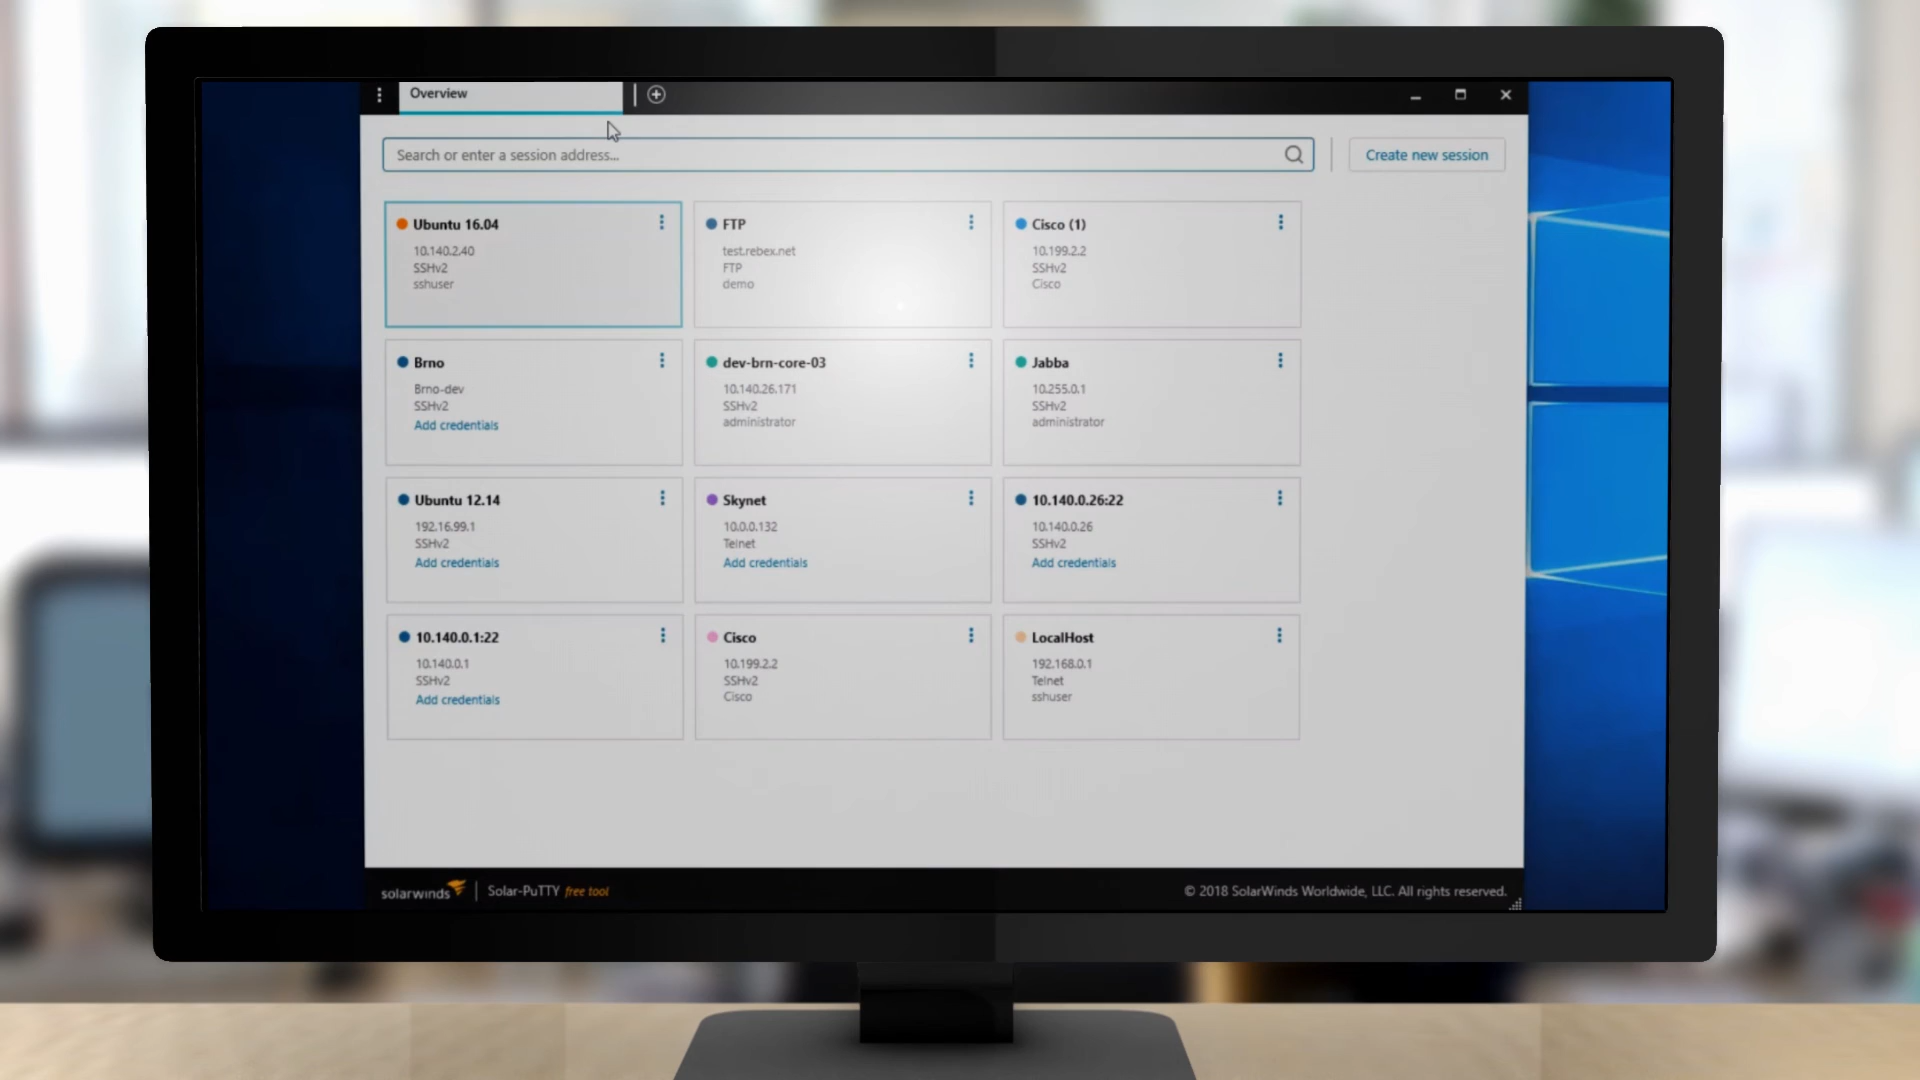 Overview
Search or enter a session address...
Create new session
Ubuntu 16.04
10.140.2.40
SSHv2
sshuser
FTP
test.rebex.net
FTP
demo
Cisco (1)
10.199.2.2
SSHv2
Cisco
Brno
Brno-dev
SSHv2
Add credentials
dev-brn-core-03
10.140.26.171
SSHv2
administrator
Jabba
10.255.0.1
SSHv2
administrator
Ubuntu 12.14
192.16.99.1
SSHv2
Add credentials
Skynet
10.0.0.132
Telnet
Add credentials
10.140.0.26:22
10.140.0.26
SSHv2
Add credentials
10.140.0.1:22
10.140.0.1
SSHv2
Add credentials
Cisco
10.199.2.2
SSHv2
Cisco
LocalHost
192.168.0.1
Telnet
sshuser
solarwinds
Solar-PuTTY free tool
© 2018 SolarWinds Worldwide, LLC. All rights reserved.